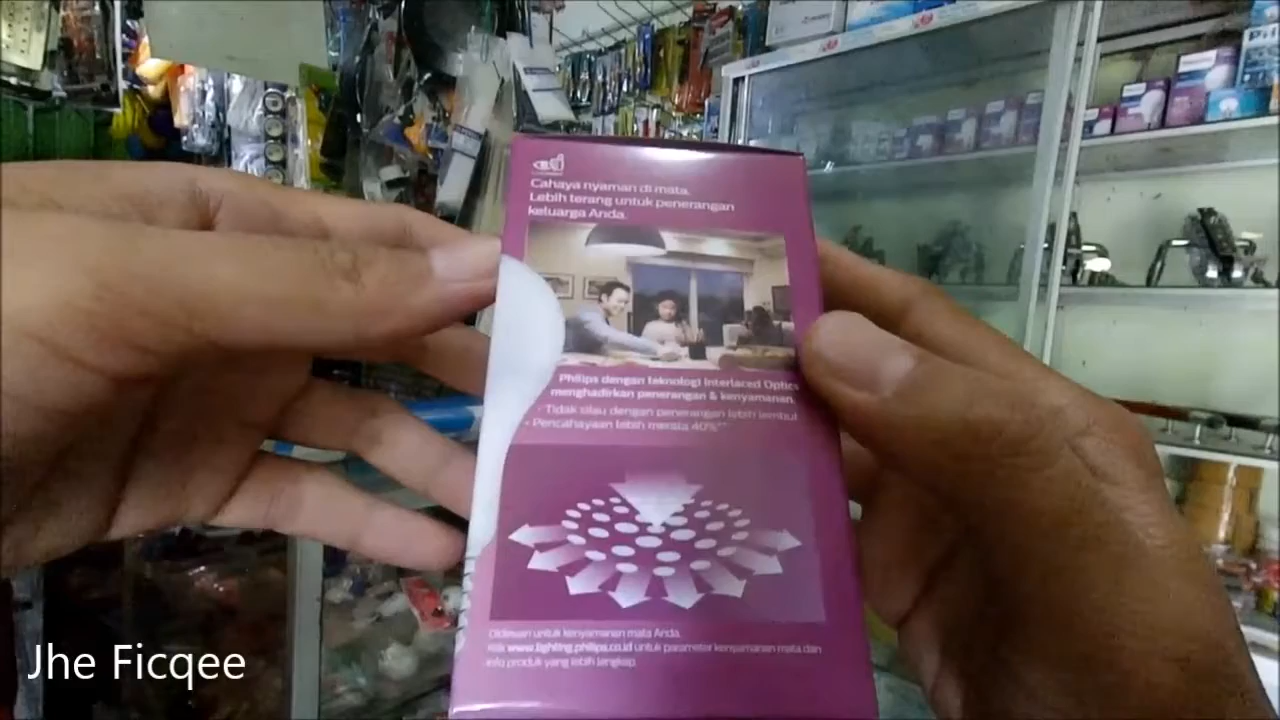 Cahaya nyaman di mata.
Lebih terang untuk penerangan
keluarga Anda.
Philips dengan teknologi Interlaced Optics
menghadirkan penerangan & kenyamanan.
- Tidak silau dengan penerangan lebih lembut
- Pencahayaan lebih merata 40%**
Didesain untuk kenyamanan mata Anda.
www.lighting.philips.co.id untuk parameter kenyamanan mata dan
info produk yang lebih lengkap
Jhe Ficqee